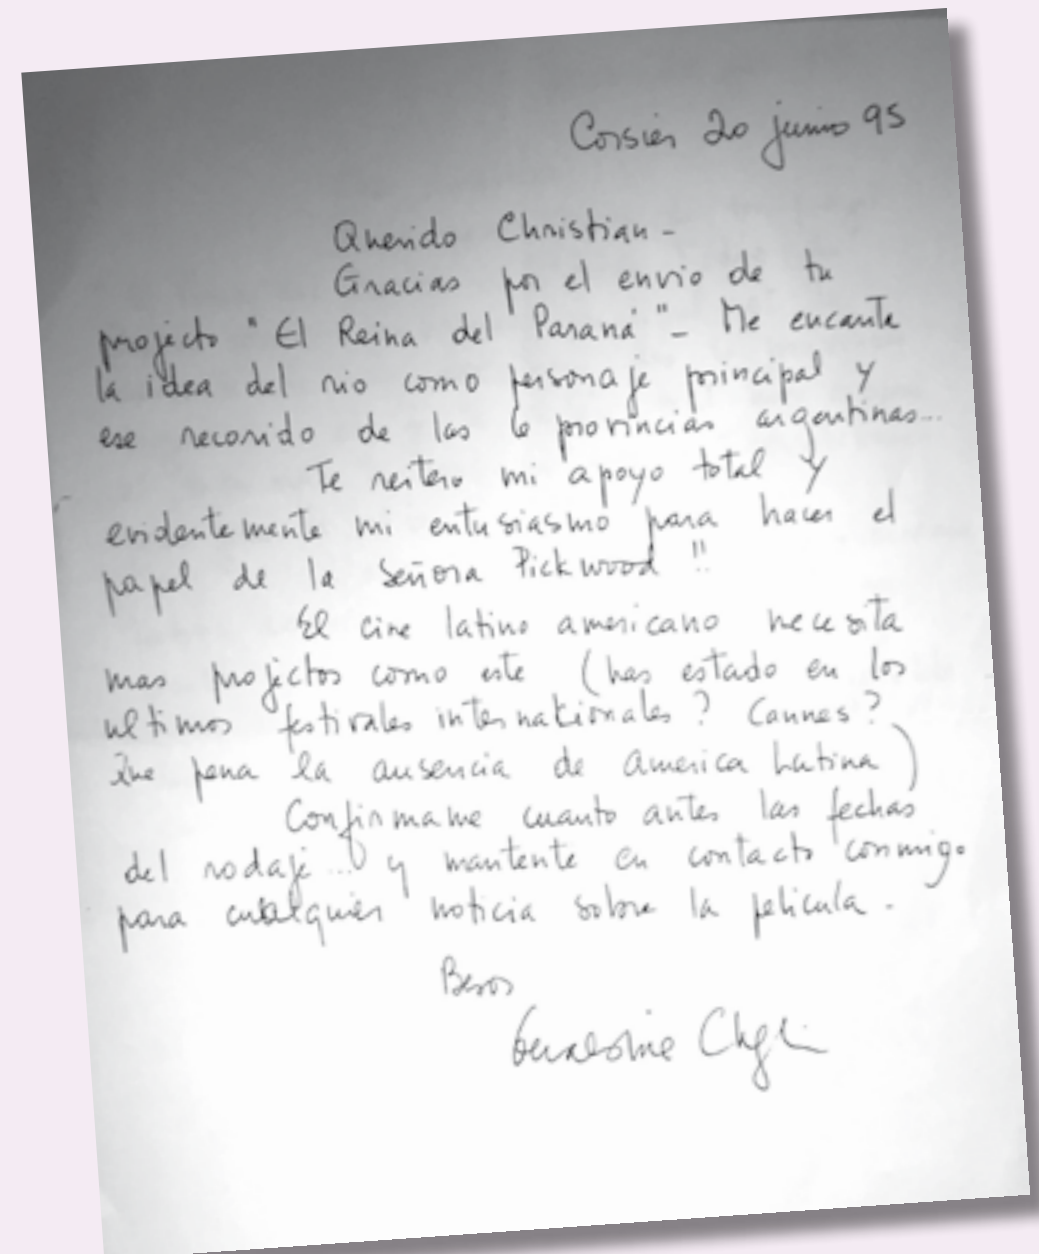 Corsier 20 junio 95
Querido Christian -
Gracias por el envio de tu
projecto "El Reina del Paraná"_ Me encanta
la idea del rio como personaje principal y
ese recorrido de las 6 provincias argentinas...
Te reitero mi apoyo total y
evidentemente mi entusiasmo para hacer el
papel de la Señora Pickwood !!
El cine latino americano necesita
mas projectos como este (has estado en los
ultimos festivales internationales? Cannes?
Que pena la ausencia de America Latina)
Confirmame cuanto antes las fechas
del rodaje... y mantente en contacto conmigo
para cualquier noticia sobre la pelicula.
Besos
Geraldine